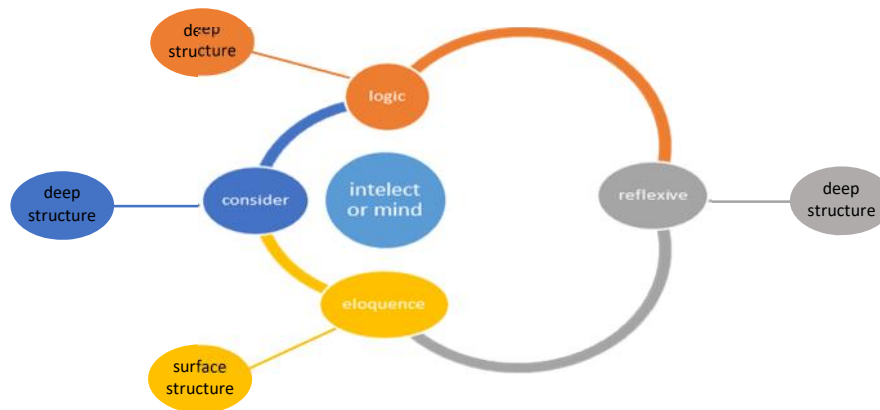 deep
structure
logic
deep
structure
consider
intelect
or mind
reflexive
deep
structure
eloquence
surface
structure